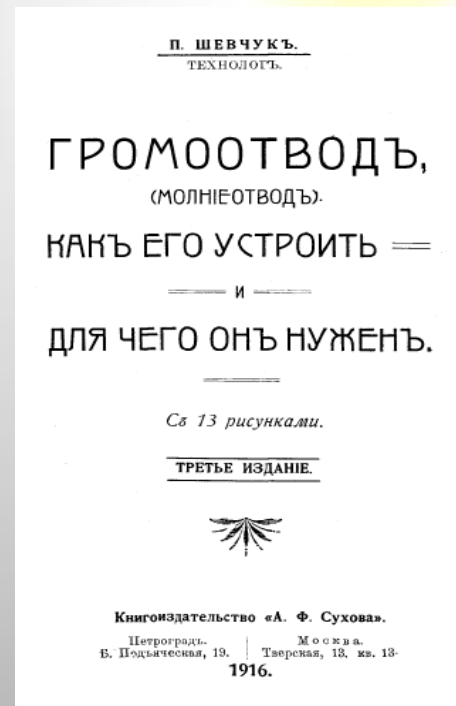 П. ШЕВЧУКЪ.
ТЕХНОЛОГЪ.
ГРОМООТВОДЪ,
(МОЛНІЕОТВОДЪ).
КАКЪ ЕГО УСТРОИТЬ
И
ДЛЯ ЧЕГО ОНЪ НУЖЕНЪ.
Съ 13 рисунками.
ТРЕТЬЕ ИЗДАНІЕ.
Книгоиздательство «А. Ф. Сухова».
Петроградъ. Москва.
Б. Подъяческая, 19. Тверская, 13, кв. 13.
1916.